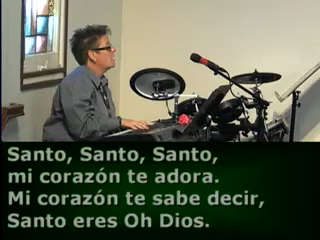 Santo, Santo, Santo,
mi corazón te adora.
Mi corazón te sabe decir,
Santo eres Oh Dios.